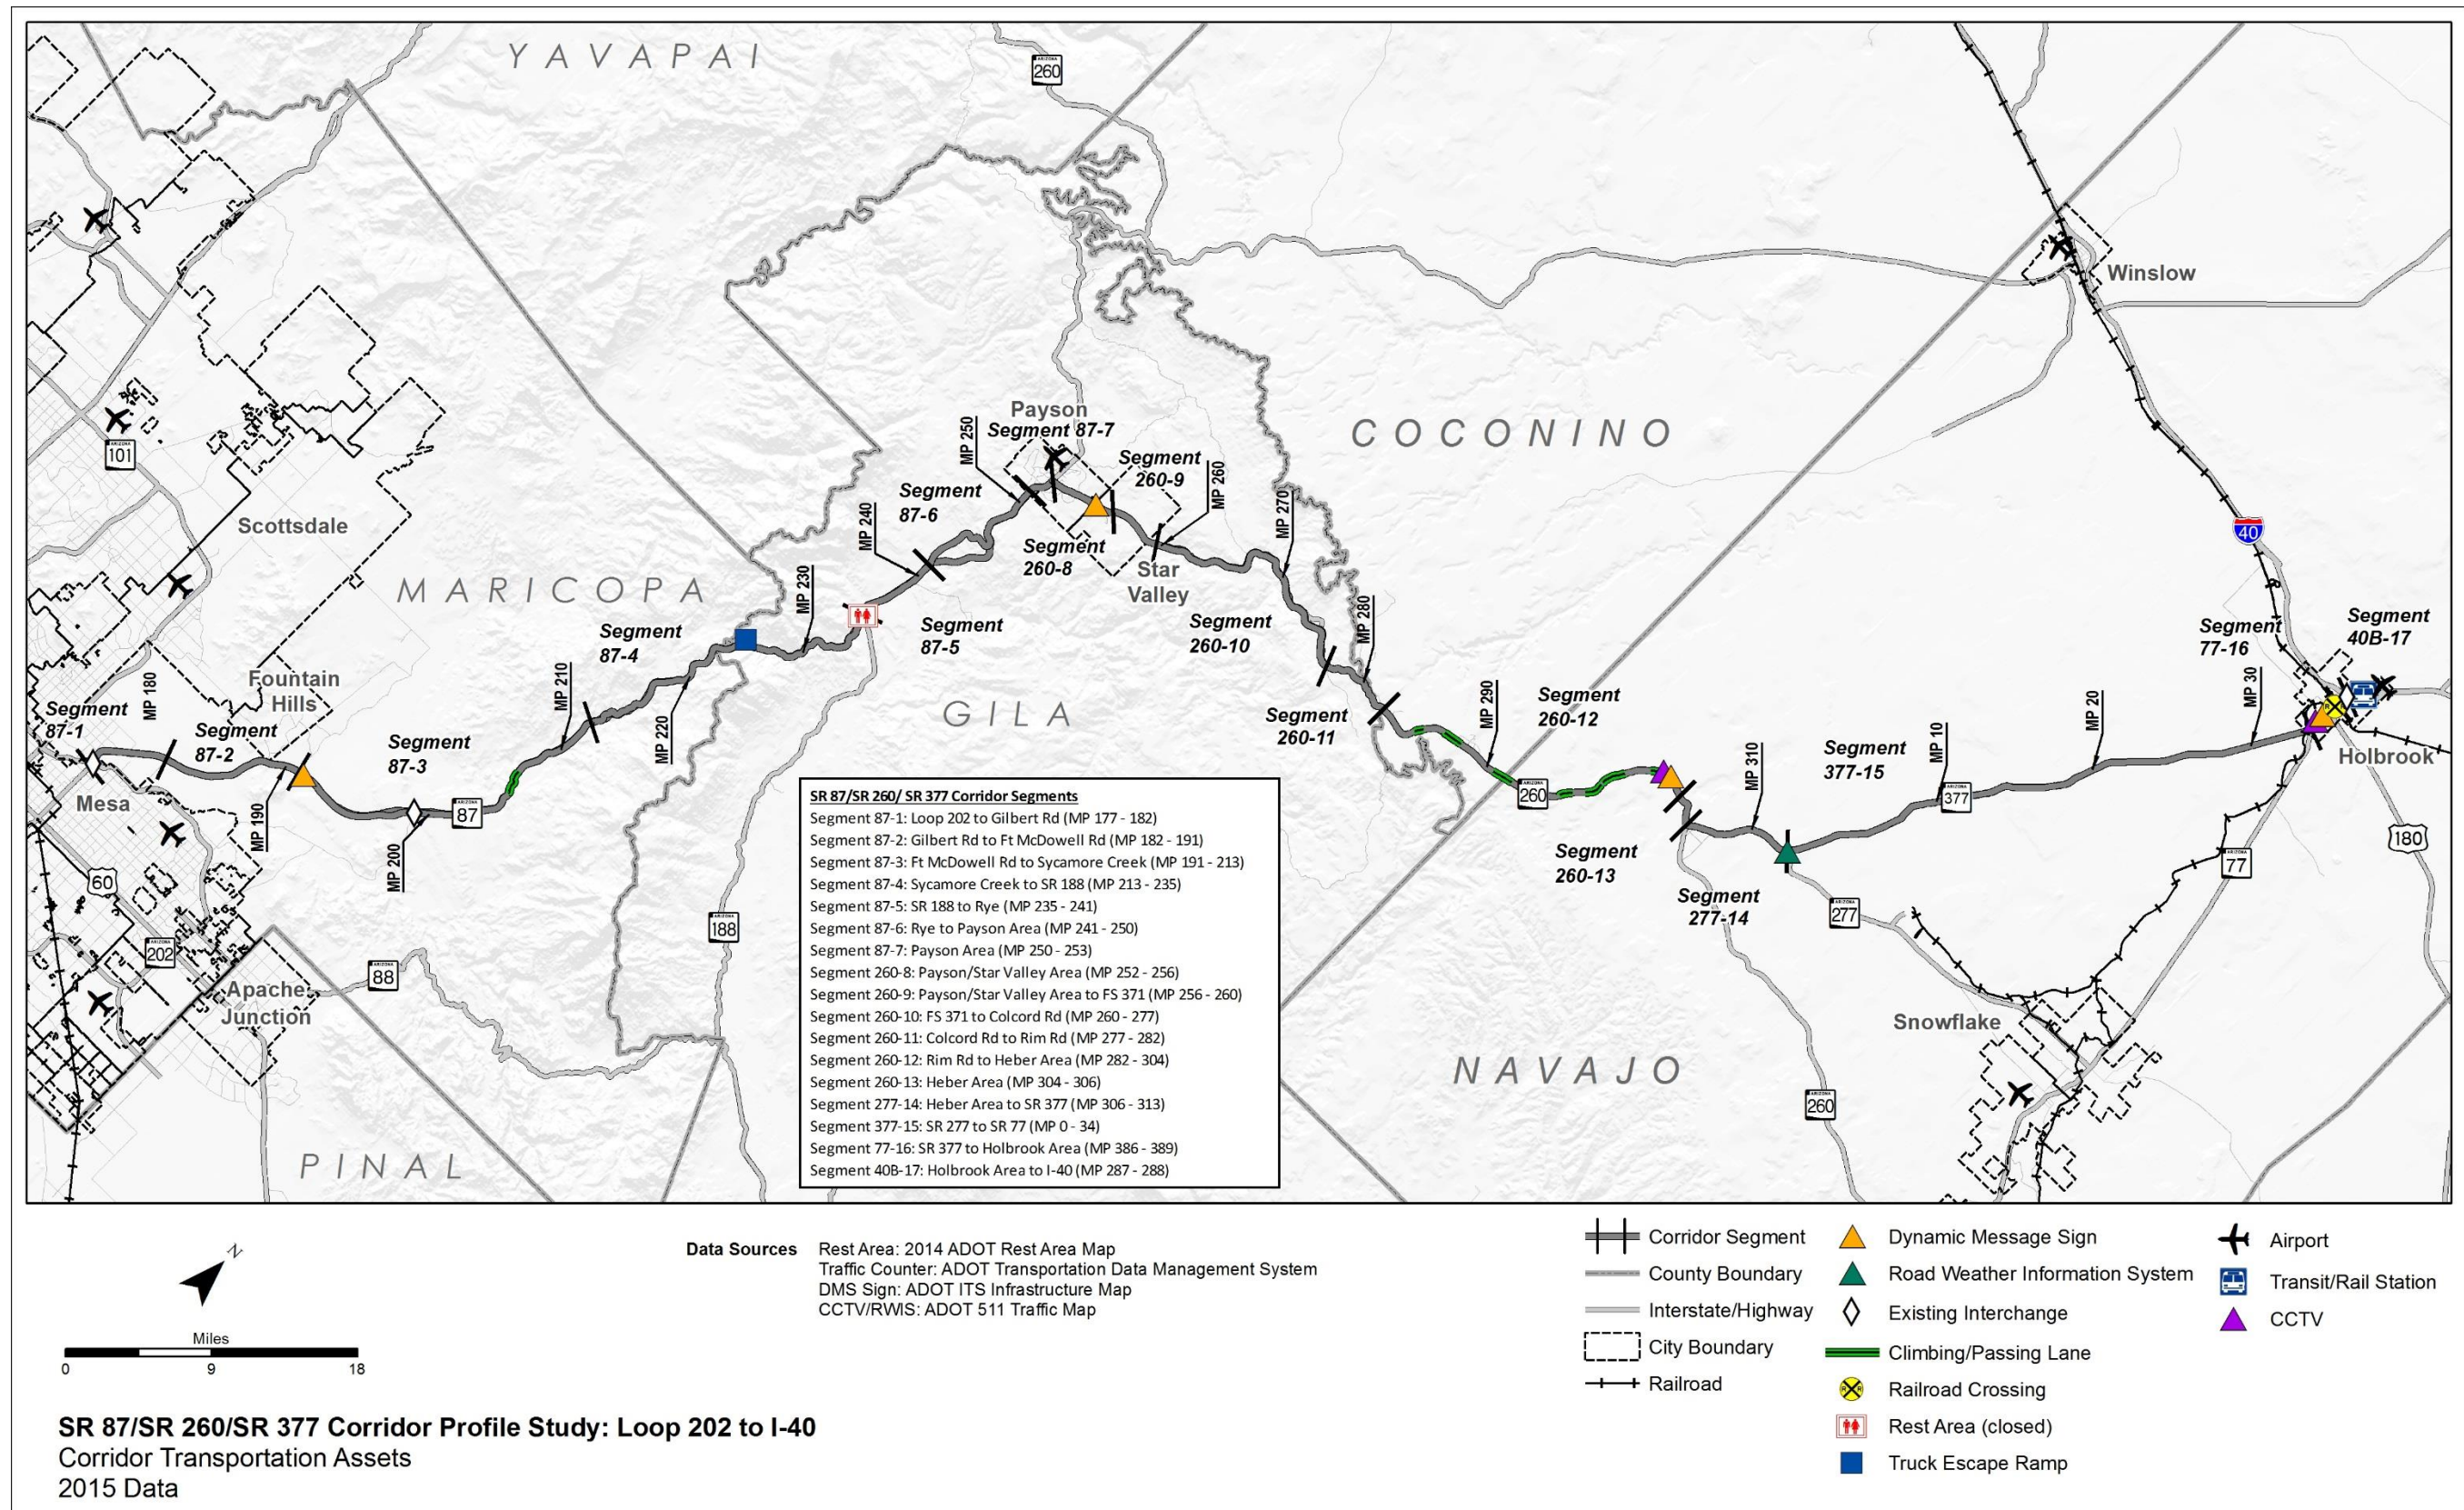 YAVAPAI
260
Winslow
COCONINO
Payson
Segment 87-7
MP 250
Segment
260-9
MP 260
101
Segment
87-6
MP 240
MP 270
Scottsdale
40
Segment
260-8
Star
Valley
MARICOPA
MP 230
Segment
87-4
Segment
87-5
Segment
260-10
MP 280
Segment
77-16
Segment
40B-17
Fountain
Hills
MP 180
MP 210
Segment
87-1
Segment
87-2
Segment
87-3
MP 220
GILA
Segment
260-11
MP 290
Segment
260-12
MP 310
Segment
377-15
MP 10
MP 20
MP 30
Holbrook
Mesa
MP 190
87
MP 200
260
377
180
77
60
Segment
260-13
Segment
277-14
277
188
202
88
Apache
Junction
Snowflake
NAVAJO
260
PINAL
SR 87/SR 260/ SR 377 Corridor Segments
Segment 87-1: Loop 202 to Gilbert Rd (MP 177 - 182)
Segment 87-2: Gilbert Rd to Ft McDowell Rd (MP 182 - 191)
Segment 87-3: Ft McDowell Rd to Sycamore Creek (MP 191 - 213)
Segment 87-4: Sycamore Creek to SR 188 (MP 213 - 235)
Segment 87-5: SR 188 to Rye (MP 235 - 241)
Segment 87-6: Rye to Payson Area (MP 241 - 250)
Segment 87-7: Payson Area (MP 250 - 253)
Segment 260-8: Payson/Star Valley Area (MP 252 - 256)
Segment 260-9: Payson/Star Valley Area to FS 371 (MP 256 - 260)
Segment 260-10: FS 371 to Colcord Rd (MP 260 - 277)
Segment 260-11: Colcord Rd to Rim Rd (MP 277 - 282)
Segment 260-12: Rim Rd to Heber Area (MP 282 - 304)
Segment 260-13: Heber Area (MP 304 - 306)
Segment 277-14: Heber Area to SR 377 (MP 306 - 313)
Segment 377-15: SR 277 to SR 77 (MP 0 - 34)
Segment 77-16: SR 377 to Holbrook Area (MP 386 - 389)
Segment 40B-17: Holbrook Area to I-40 (MP 287 - 288)
N
Miles
0 9 18
Data Sources Rest Area: 2014 ADOT Rest Area Map
Traffic Counter: ADOT Transportation Data Management System
DMS Sign: ADOT ITS Infrastructure Map
CCTV/RWIS: ADOT 511 Traffic Map
Corridor Segment
County Boundary
Interstate/Highway
City Boundary
Railroad
Dynamic Message Sign
Road Weather Information System
Existing Interchange
Climbing/Passing Lane
Railroad Crossing
Rest Area (closed)
Truck Escape Ramp
Airport
Transit/Rail Station
CCTV
SR 87/SR 260/SR 377 Corridor Profile Study: Loop 202 to I-40
Corridor Transportation Assets
2015 Data